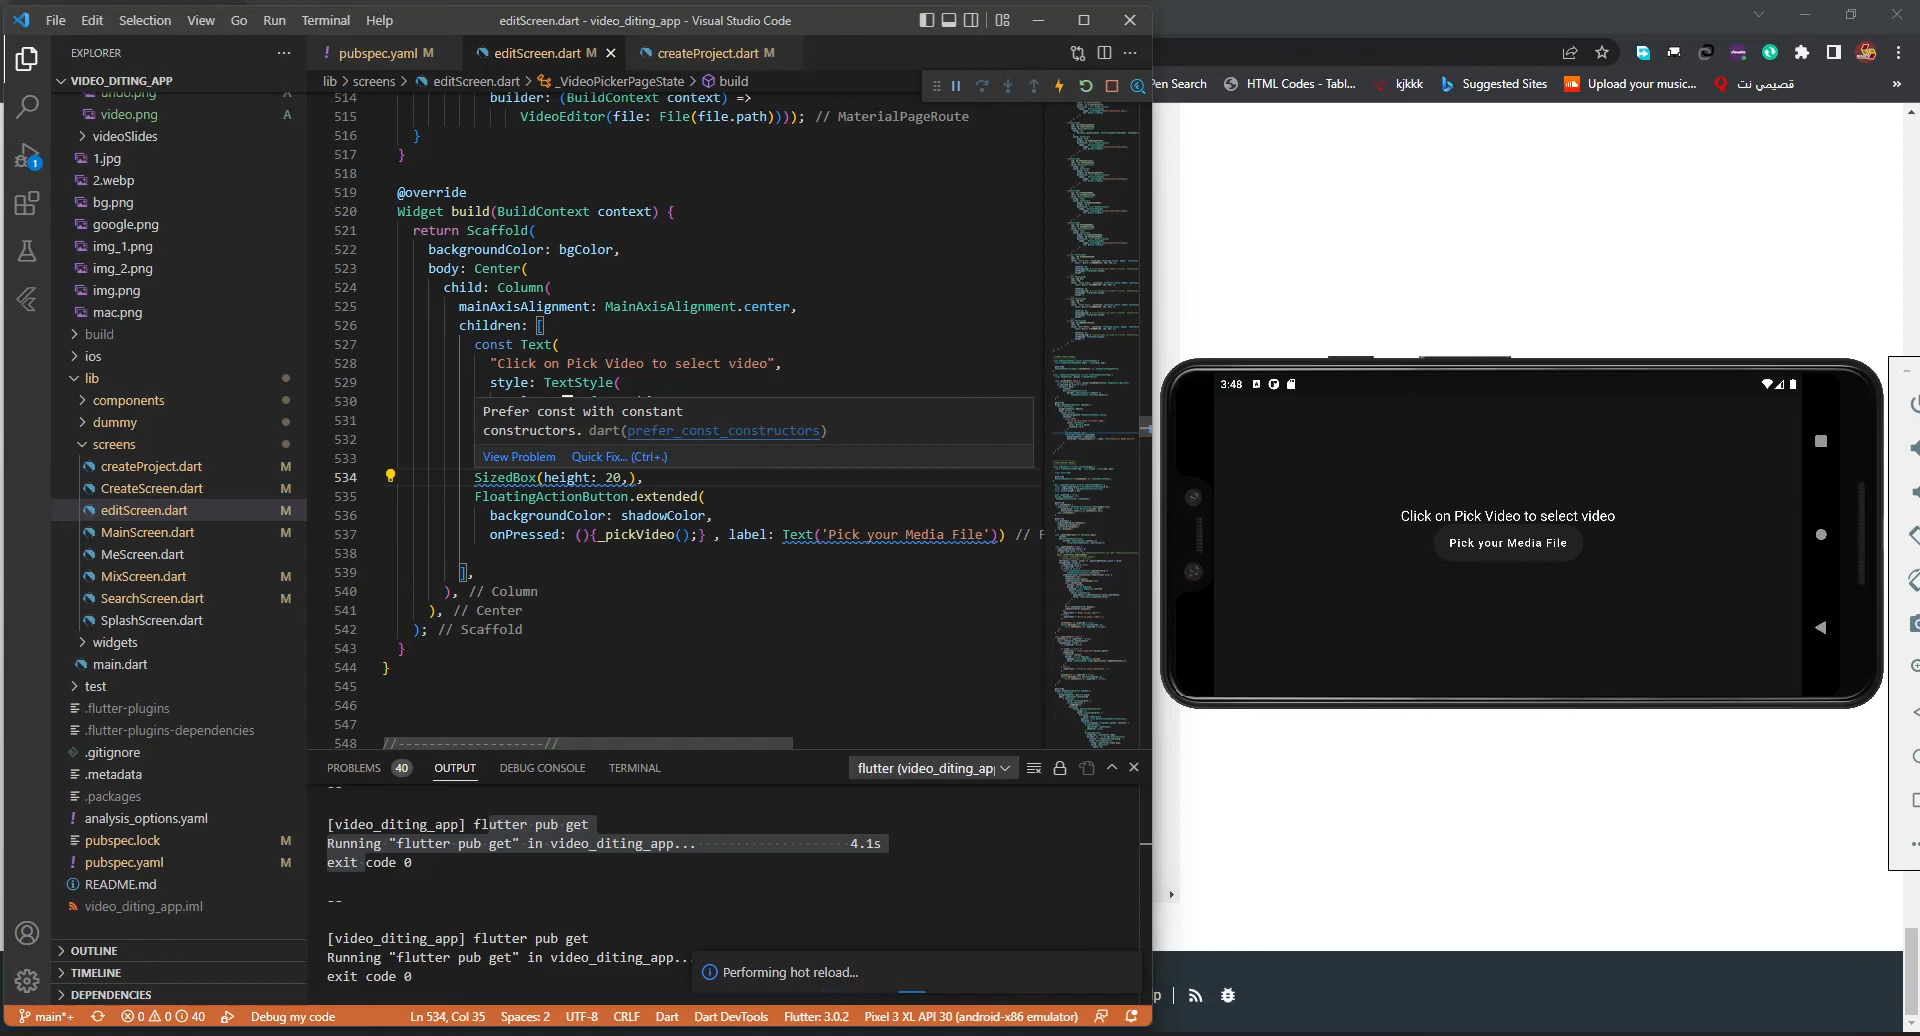 File Edit Selection View Go Run Terminal Help
editScreen.dart - video_diting_app - Visual Studio Code
EXPLORER
VIDEO_DITING_APP
undo.png A
video.png A
videoSlides
1.jpg
2.webp
bg.png
google.png
img_1.png
img_2.png
img.png
mac.png
build
ios
lib
components
dummy
screens
createProject.dart M
CreateScreen.dart M
editScreen.dart M
MainScreen.dart M
MeScreen.dart
MixScreen.dart M
SearchScreen.dart M
SplashScreen.dart
widgets
main.dart
test
.flutter-plugins
.flutter-plugins-dependencies
.gitignore
.metadata
.packages
analysis_options.yaml
pubspec.lock M
pubspec.yaml M
README.md
video_diting_app.iml
OUTLINE
TIMELINE
DEPENDENCIES
1
pubspec.yaml M
editScreen.dart M
createProject.dart M
lib > screens > editScreen.dart > _VideoPickerPageState > build
514 builder: (BuildContext context) =>
515 VideoEditor(file: File(file.path)))); // MaterialPageRoute
516 }
517 }
518
519 @override
520 Widget build(BuildContext context) {
521 return Scaffold(
522 backgroundColor: bgColor,
523 body: Center(
524 child: Column(
525 mainAxisAlignment: MainAxisAlignment.center,
526 children: [
527 const Text(
528 "Click on Pick Video to select video",
529 style: TextStyle(
530
531
532
533
Prefer const with constant
constructors. dart(prefer_const_constructors)
View Problem Quick Fix... (Ctrl+.)
534 SizedBox(height: 20,),
535 FloatingActionButton.extended(
536 backgroundColor: shadowColor,
537 onPressed: (){_pickVideo();} , label: Text('Pick your Media File')) // F
538
539 ],
540 ), // Column
541 ), // Center
542 ); // Scaffold
543 }
544 }
545
546
547
548 //-------------------//
PROBLEMS 40 OUTPUT DEBUG CONSOLE TERMINAL
flutter (video_diting_ap
--
[video_diting_app] flutter pub get
Running "flutter pub get" in video_diting_app... 4.1s
exit code 0
--
[video_diting_app] flutter pub get
Running "flutter pub get" in video_diting_app...
exit code 0
Performing hot reload...
main*+ 0 0 40 Debug my code Ln 534, Col 35 Spaces: 2 UTF-8 CRLF Dart Dart DevTools Flutter: 3.0.2 Pixel 3 XL API 30 (android-x86 emulator)
Pen Search HTML Codes - Tabl... kjkkk Suggested Sites Upload your music... قصيمي نت »
3:48
Click on Pick Video to select video
Pick your Media File